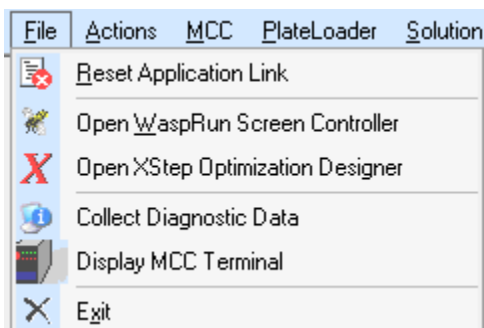 File Actions MCC PlateLoader Solution
Reset Application Link
Open WaspRun Screen Controller
Open XStep Optimization Designer
Collect Diagnostic Data
Display MCC Terminal
Exit